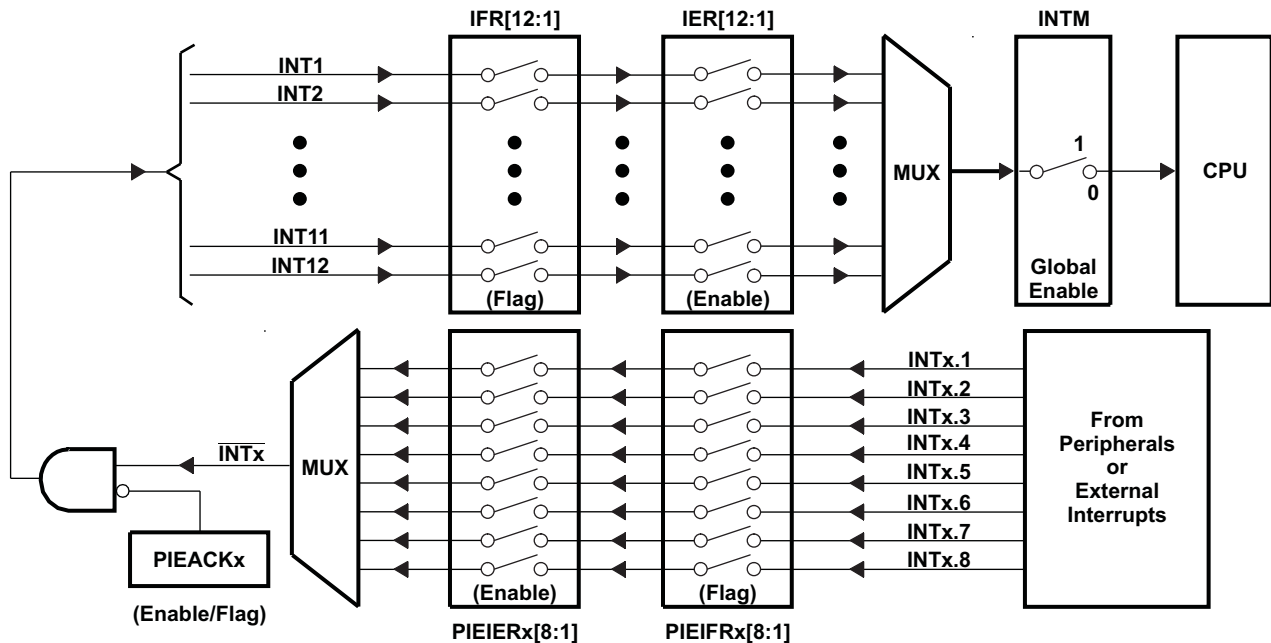 IFR[12:1]
IER[12:1]
INTM
INT1
INT2
INT11
INT12
(Flag)
(Enable)
MUX
1
0
Global
Enable
CPU
INTx
MUX
PIEACKx
(Enable/Flag)
(Enable)
PIEIERx[8:1]
(Flag)
PIEIFRx[8:1]
INTx.1
INTx.2
INTx.3
INTx.4
INTx.5
INTx.6
INTx.7
INTx.8
From
Peripherals
or
External
Interrupts